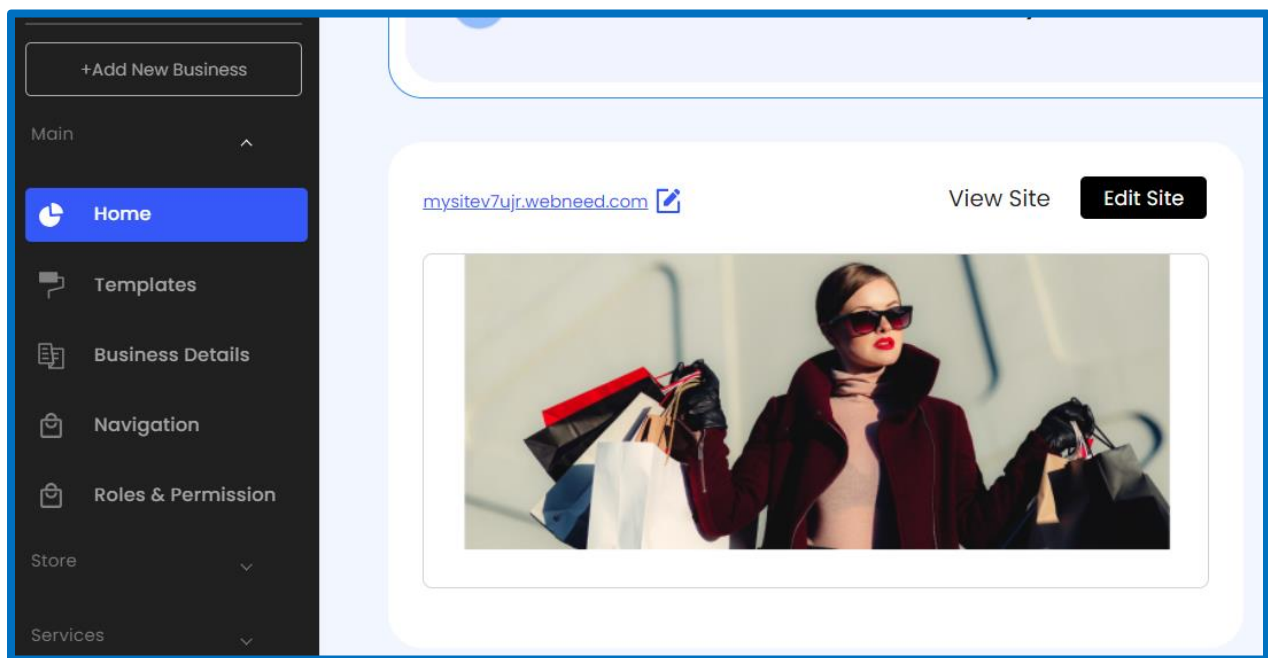 +Add New Business
Main
Home
Templates
Business Details
Navigation
Roles & Permission
Store
Services
mysitev7ujr.webneed.com
View Site
Edit Site